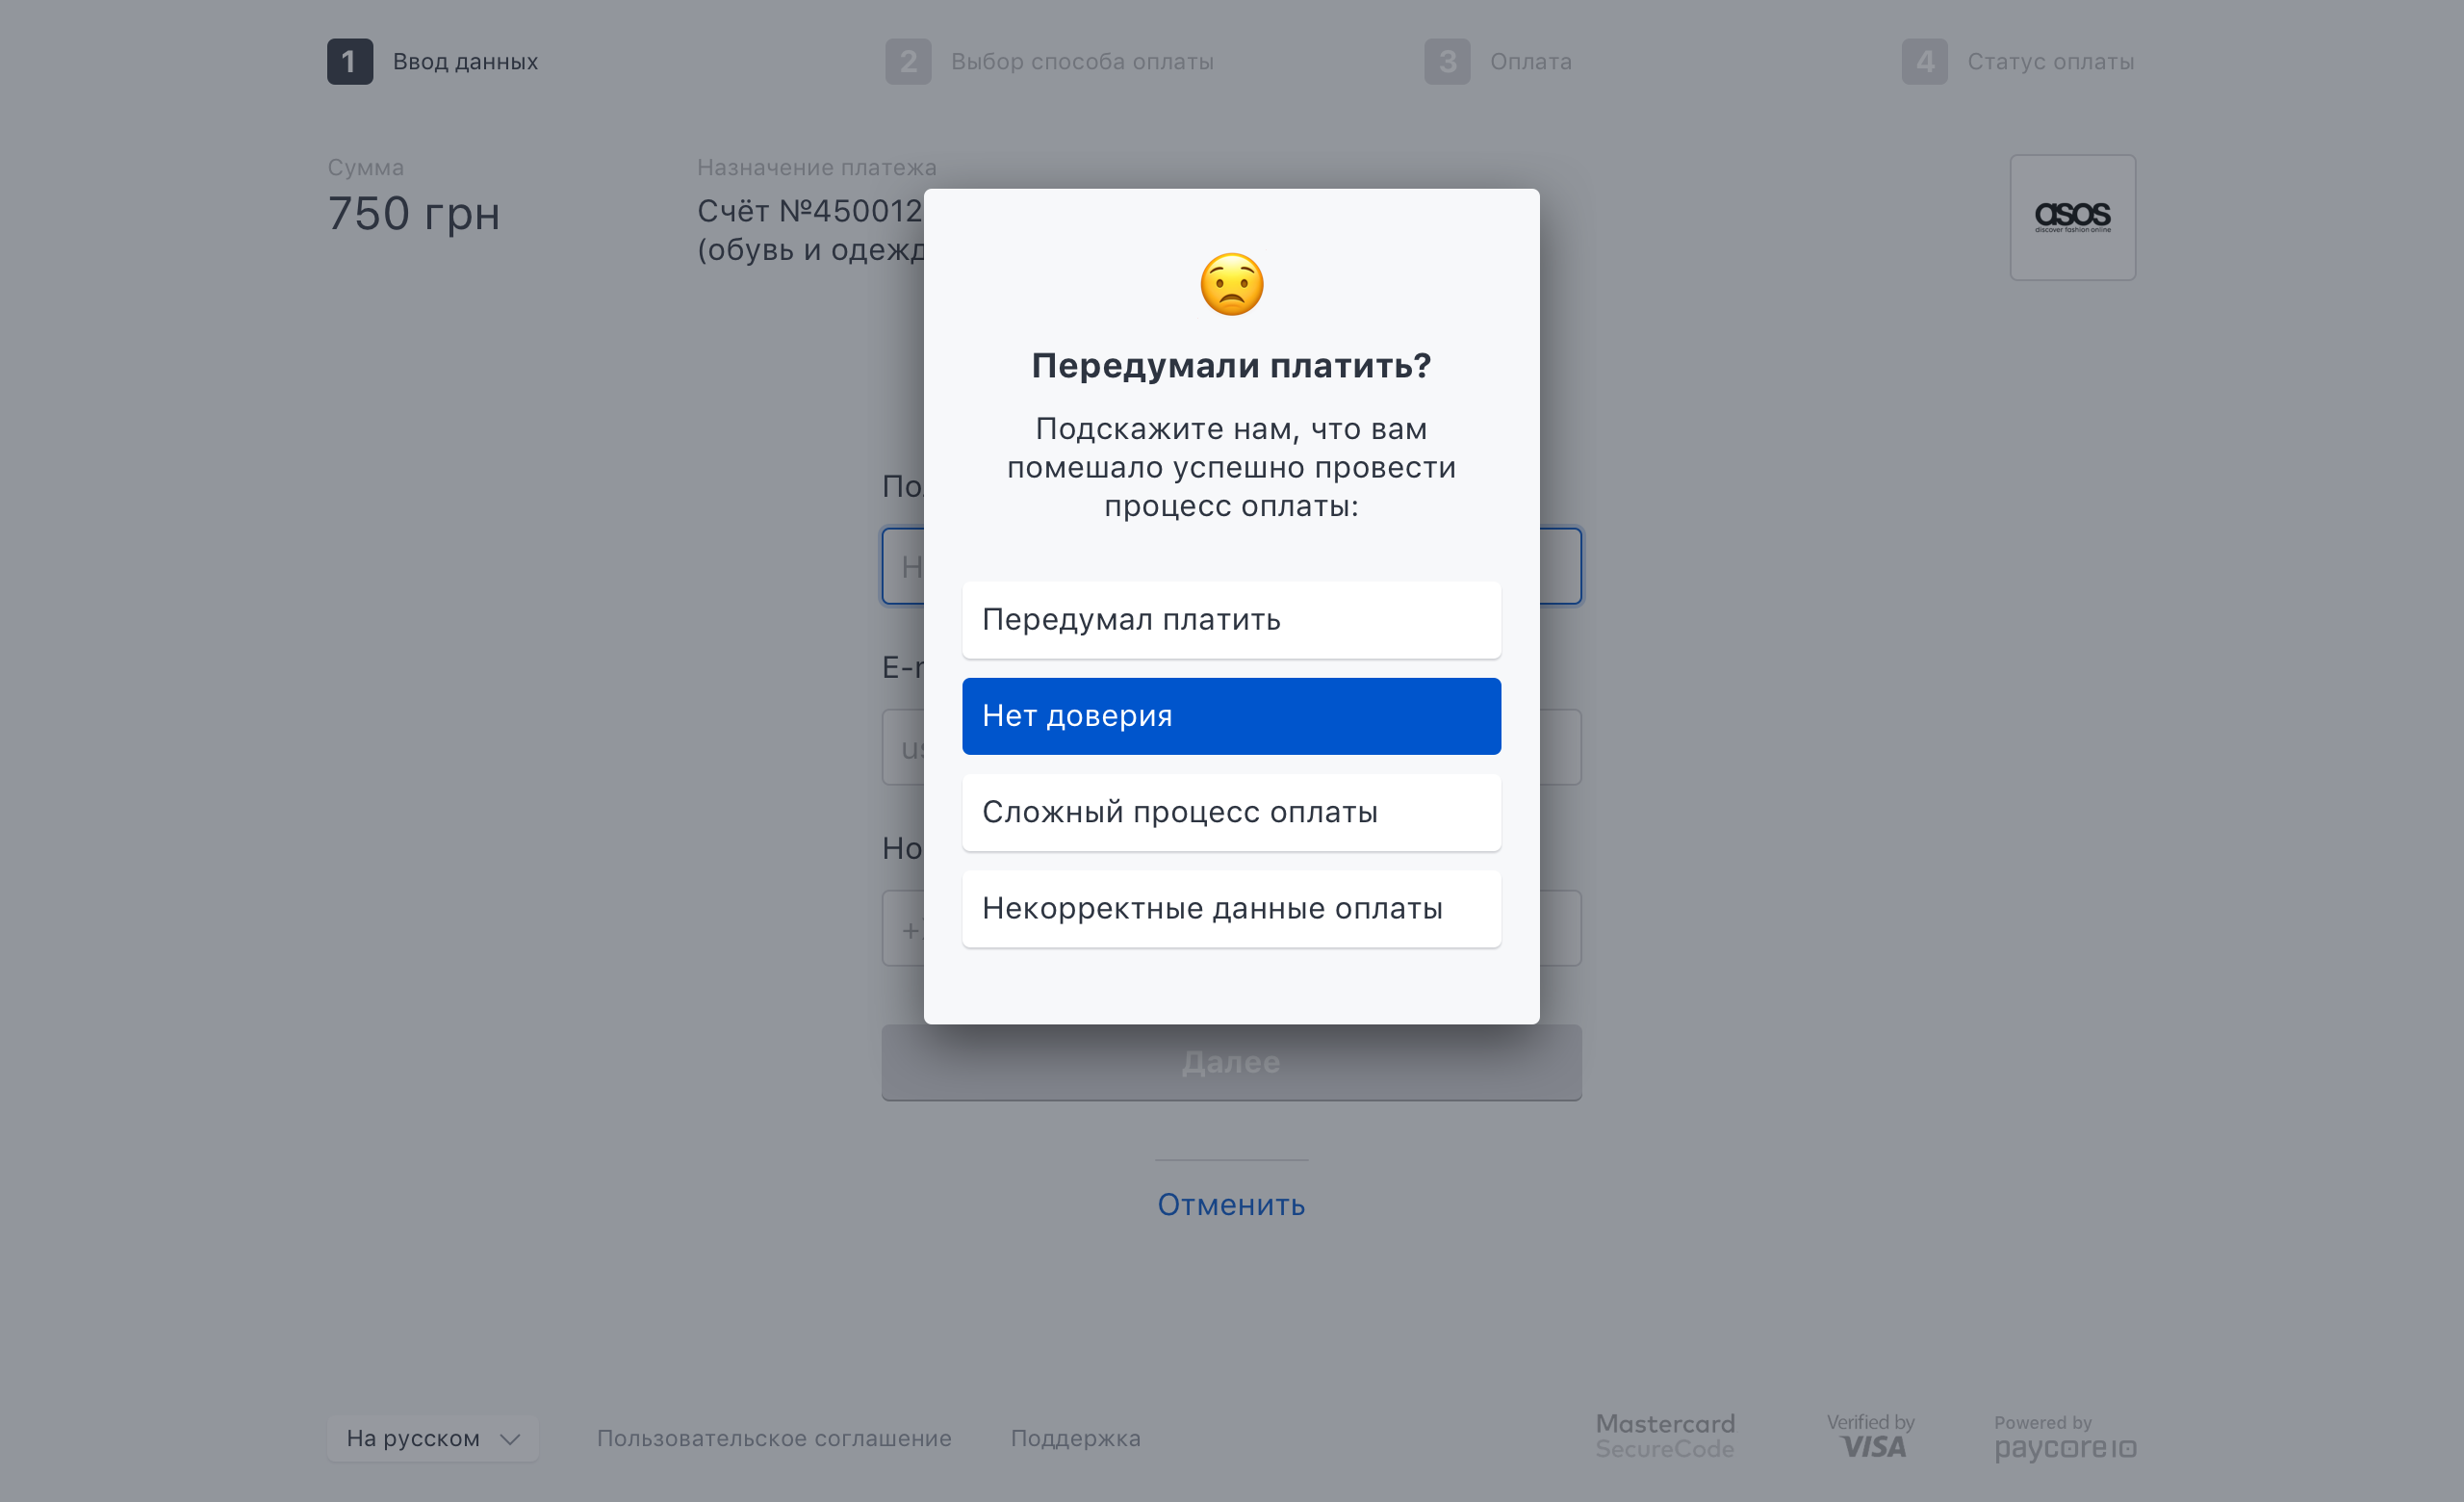 1 Ввод данных
2 Выбор способа оплаты
3 Оплата
4 Статус оплаты
Сумма
750 грн
Назначение платежа
Счёт №450012
(обувь и одежд
asos
discover fashion online
Передумали платить?
Подскажите нам, что вам
помешало успешно провести
процесс оплаты:
Передумал платить
Нет доверия
Сложный процесс оплаты
Некорректные данные оплаты
Далее
Отменить
На русском
Пользовательское соглашение
Поддержка
Mastercard
SecureCode
Verified by
VISA
Powered by
paycore io